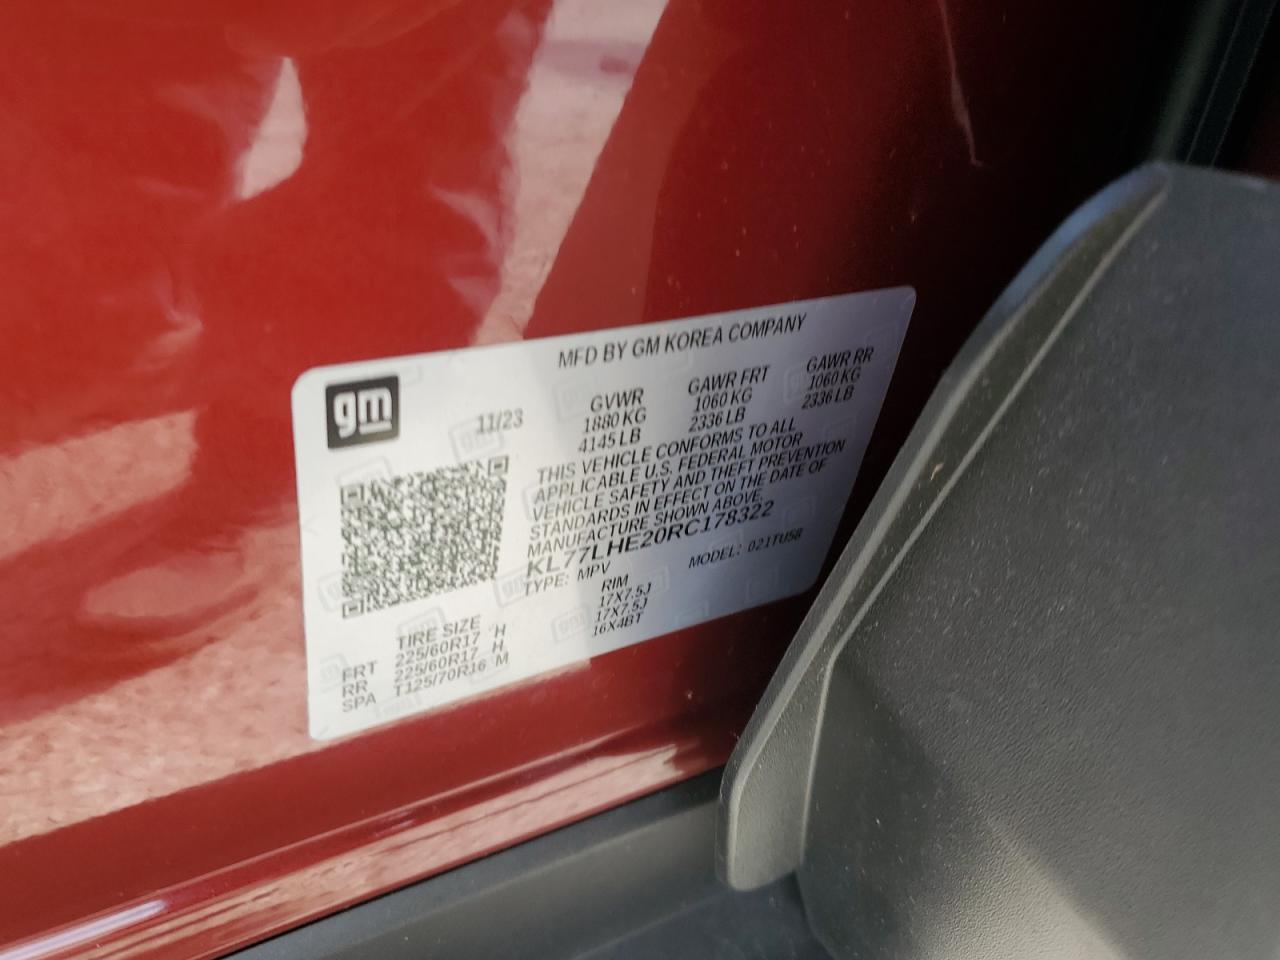 MFD BY GM KOREA COMPANY
gm
11/23
GVWR GAWR FRT GAWR RR
1880 KG 1060 KG 1060 KG
4145 LB 2336 LB 2336 LB
THIS VEHICLE CONFORMS TO ALL
APPLICABLE U.S. FEDERAL MOTOR
VEHICLE SAFETY AND THEFT PREVENTION
STANDARDS IN EFFECT ON THE DATE OF
MANUFACTURE SHOWN ABOVE.
KL77LHE20RC178322
TYPE: MPV MODEL: 021TU58
TIRE SIZE RIM
FRT 225/60R17 H 17X7.5J
RR 225/60R17 H 17X7.5J
SPA T125/70R16 M 16X4BT